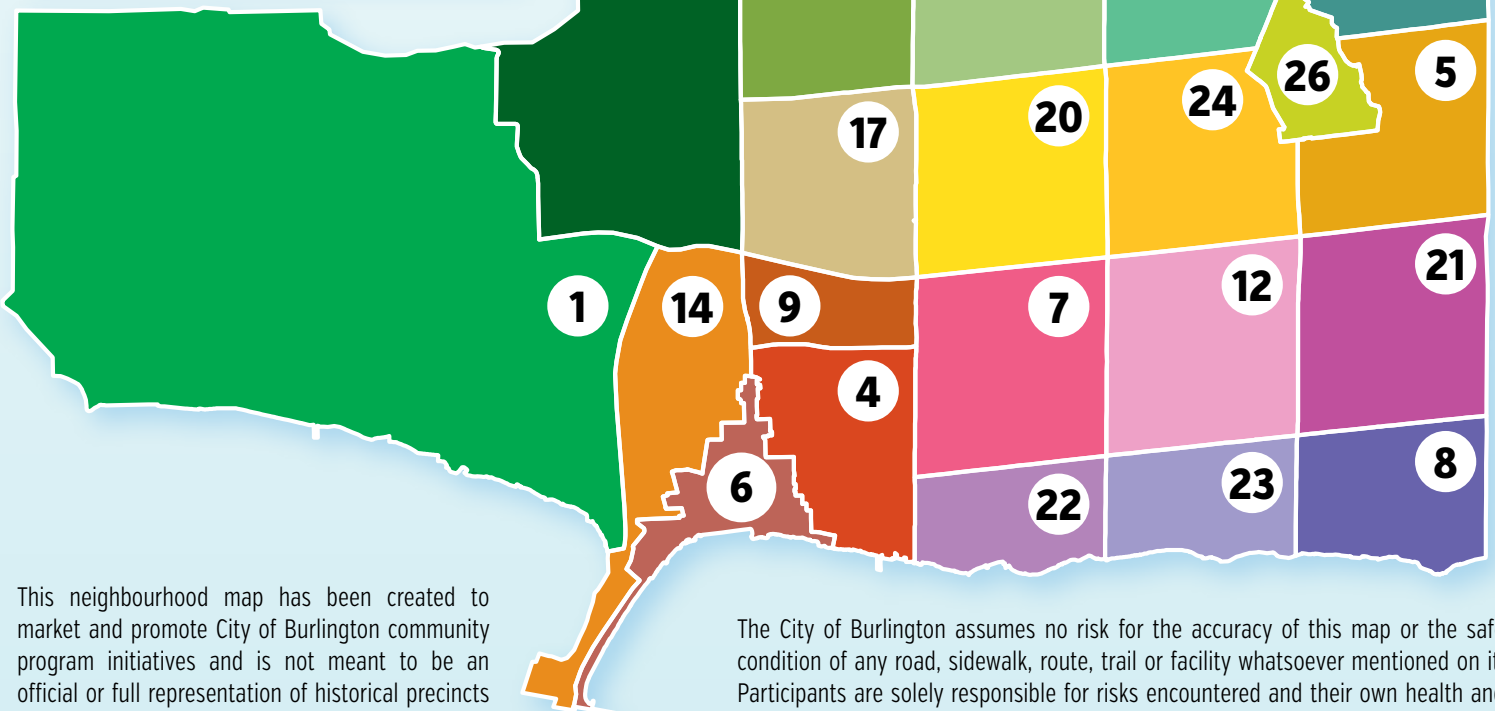 26
5
24
20
17
21
12
1
14
9
7
4
8
6
23
22
This neighbourhood map has been created to
market and promote City of Burlington community
program initiatives and is not meant to be an
official or full representation of historical precincts
The City of Burlington assumes no risk for the accuracy of this map or the
condition of any road, sidewalk, route, trail or facility whatsoever mentioned on
Participants are solely responsible for risks encountered and their own health